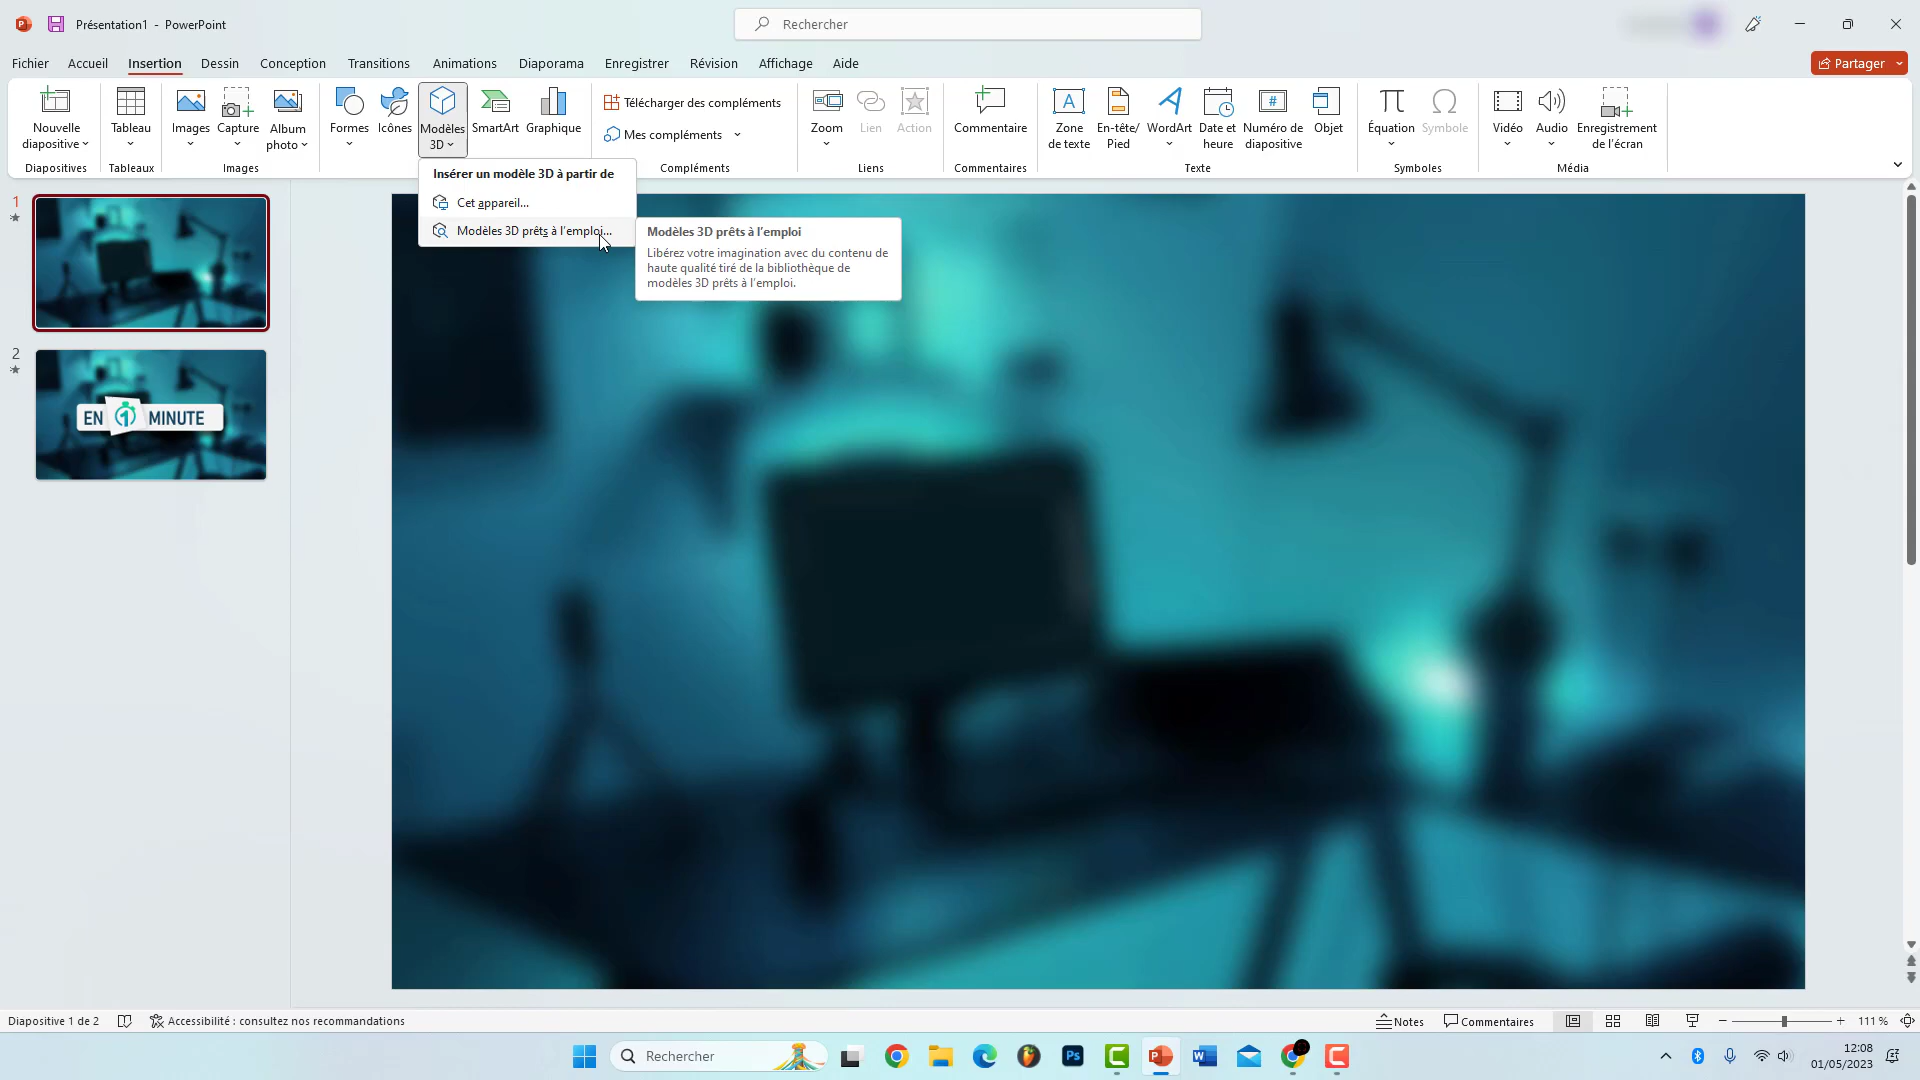 Présentation1 - PowerPoint
Rechercher
Fichier Accueil Insertion Dessin Conception Transitions Animations Diaporama Enregistrer Révision Affichage Aide
Partager
Nouvelle diapositive
Tableau
Images
Capture
Album photo
Formes
Icônes
Modèles 3D
SmartArt
Graphique
Télécharger des compléments
Mes compléments
Zoom
Lien
Action
Commentaire
Zone de texte
En-tête/ Pied
WordArt
Date et heure
Numéro de diapositive
Objet
Équation
Symbole
Vidéo
Audio
Enregistrement de l'écran
Diapositives Tableaux Images Compléments Liens Commentaires Texte Symboles Média
Insérer un modèle 3D à partir de
Cet appareil...
Modèles 3D prêts à l'emploi...
Modèles 3D prêts à l'emploi
Libérez votre imagination avec du contenu de
haute qualité tiré de la bibliothèque de
modèles 3D prêts à l'emploi.
1
2
EN 1 MINUTE
Diapositive 1 de 2
Accessibilité : consultez nos recommandations
Notes
Commentaires
111 %
Rechercher
Ps
12:08
01/05/2023